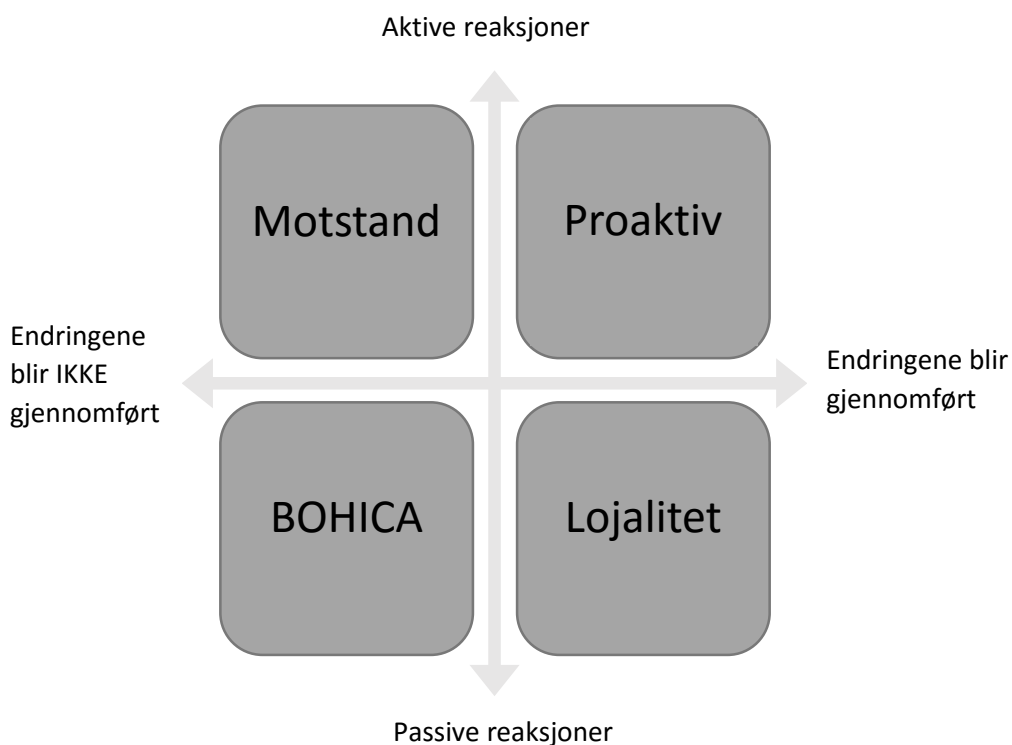 Aktive reaksjoner
Motstand
Proaktiv
Endringene
blir IKKE
gjennomført
Endringene blir
gjennomført
BOHICA
Lojalitet
Passive reaksjoner